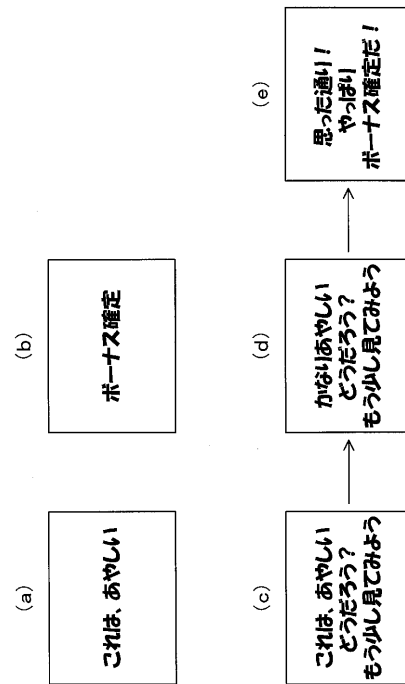 (a)
これは、あやしい
(b)
ボーナス確定
(c)
これは、あやしい
どうだろう?
もう少し見てみよう
(d)
かなりあやしい
どうだろう?
もう少し見てみよう
(e)
思った通り!
やっぱり
ボーナス確定だ!